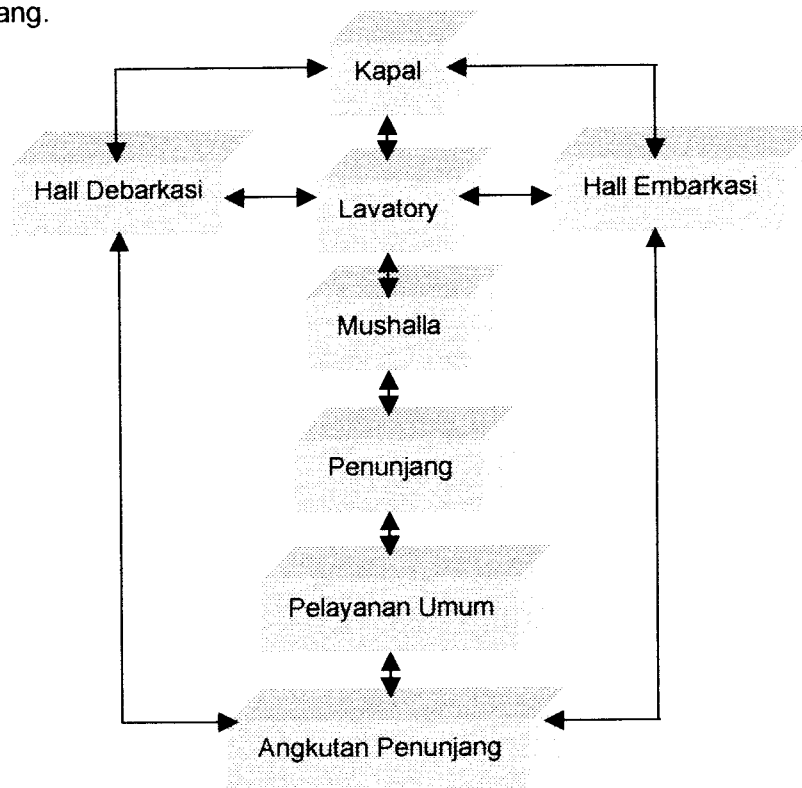 ang.
Kapal
Hall Debarkasi
Lavatory
Hall Embarkasi
Mushalla
Penunjang
Pelayanan Umum
Angkutan Penunjang